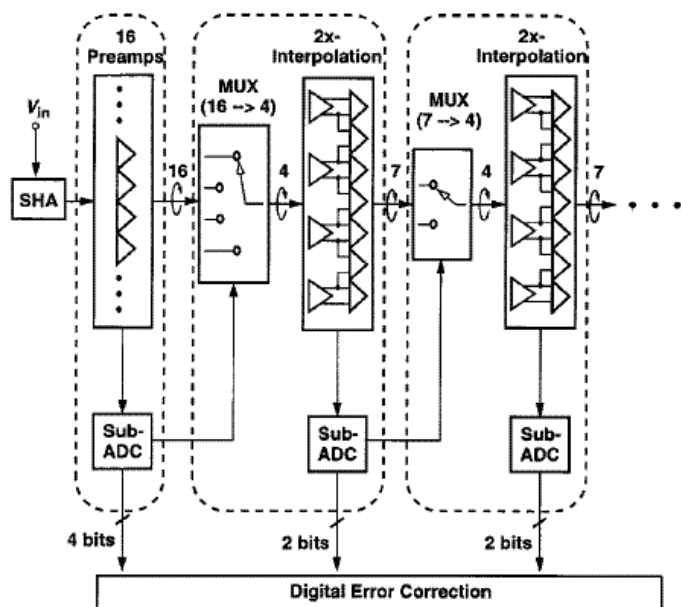 16
Preamps
2x-
Interpolation
2x-
Interpolation
MUX
(16 --> 4)
MUX
(7 --> 4)
Vin
SHA
16
4
7
4
7
Sub-
ADC
Sub-
ADC
Sub-
ADC
4 bits
2 bits
2 bits
Digital Error Correction